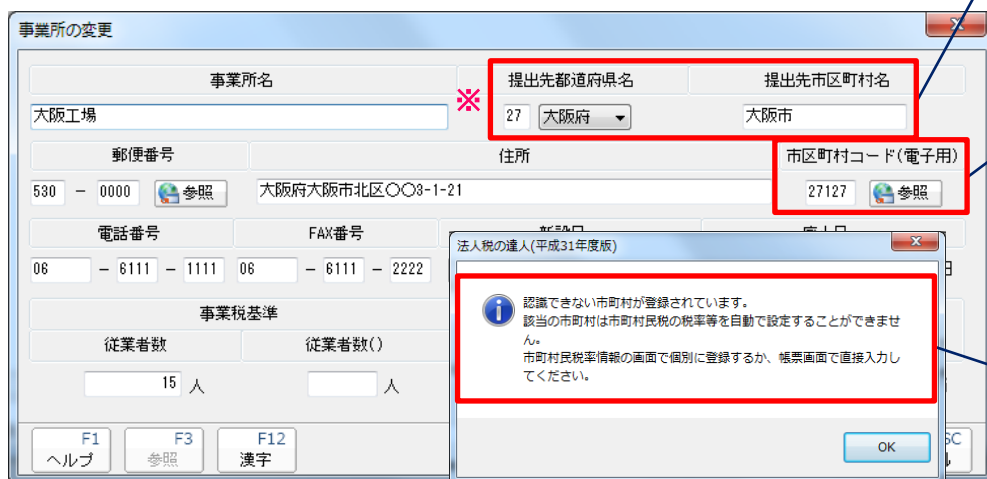 事業所の変更
事業所名
提出先都道府県名
提出先市区町村名
大阪工場
※
27 大阪府
大阪市
郵便番号
住所
市区町村コード(電子用)
530 － 0000 参照
大阪府大阪市北区〇〇3-1-21
27127 参照
電話番号
FAX番号
06 － 6111 － 1111
06 － 6111 － 2222
法人税の達人(平成31年度版)
認識できない市町村が登録されています。
該当の市町村は市町村民税の税率等を自動で設定することができませ
ん。
市町村民税率情報の画面で個別に登録するか、帳票画面で直接入力し
てください。
OK
事業税基準
従業者数
従業者数()
15 人
人
F1
ヘルプ
F3
参照
F12
漢字